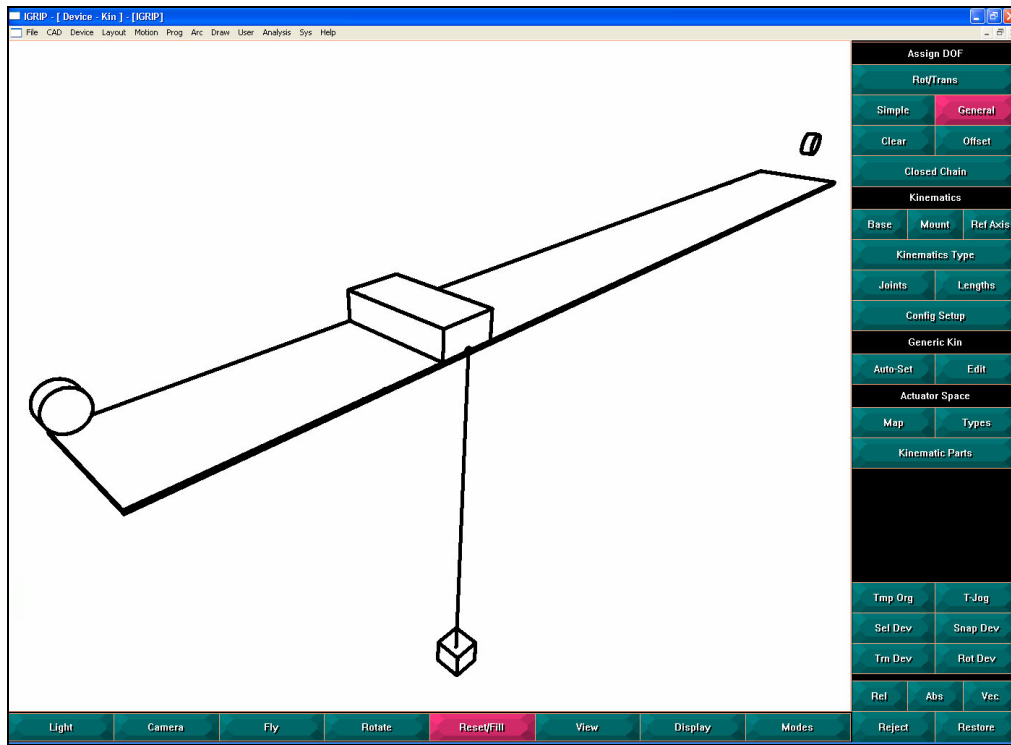 IGRIP - [ Device - Kin ] - [IGRIP]
File CAD Device Layout Motion Prog Arc Draw User Analysis Sys Help
Assign DOF
Rot/Trans
Simple General
Clear Offset
Closed Chain
Kinematics
Base Mount Ref Axis
Kinematics Type
Joints Lengths
Config Setup
Generic Kin
Auto-Set Edit
Actuator Space
Map Types
Kinematic Parts
Tmp Org T-Jog
Sel Dev Snap Dev
Trn Dev Rot Dev
Rel Abs Vec
Light Camera Fly Rotate Reset/Fill View Display Modes Reject Restore